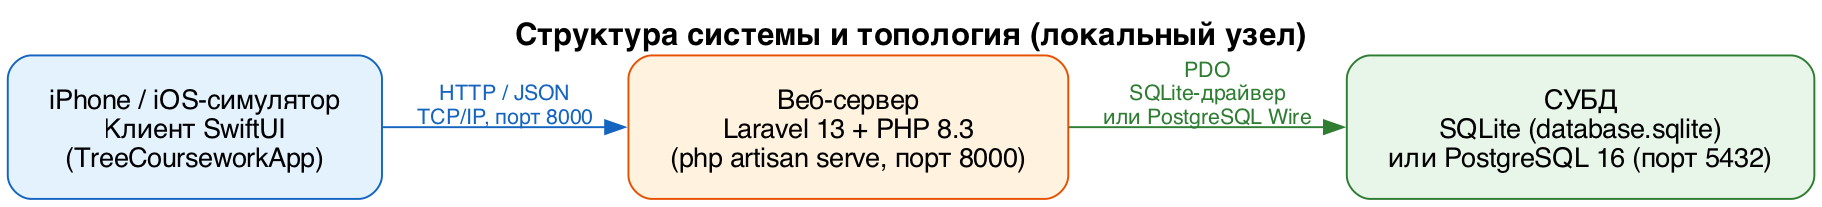 Структура системы и топология (локальный узел)
iPhone / iOS-симулятор
Клиент SwiftUI
(TreeCourseworkApp)
HTTP / JSON
TCP/IP, порт 8000
Веб-сервер
Laravel 13 + PHP 8.3
(php artisan serve, порт 8000)
PDO
SQLite-драйвер
или PostgreSQL Wire
СУБД
SQLite (database.sqlite)
или PostgreSQL 16 (порт 5432)